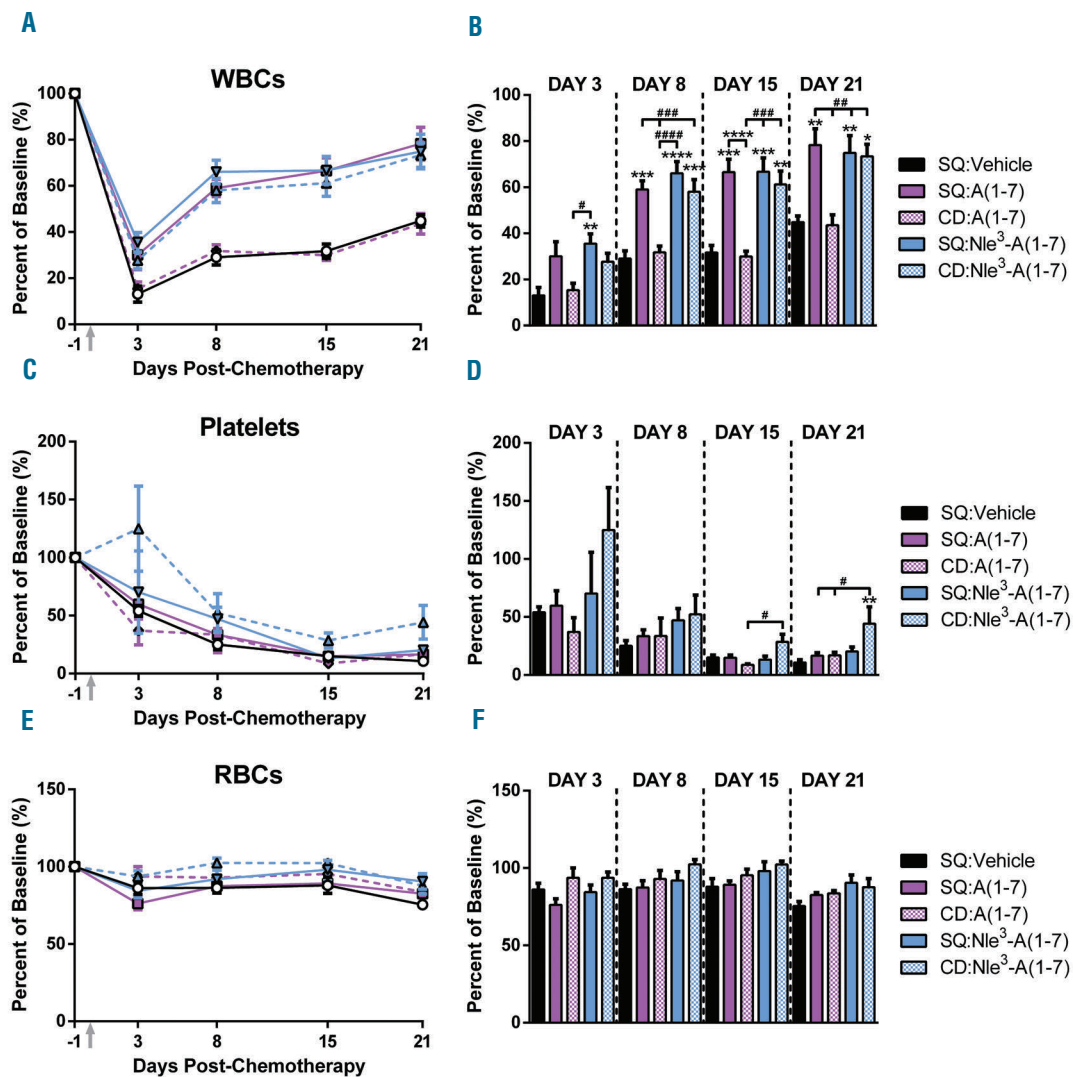 A
WBCs
Percent of Baseline (%)
100
80
60
40
20
0
-1 3 8 15 21
Days Post-Chemotherapy
B
Percent of Baseline (%)
100
80
60
40
20
0
DAY 3 DAY 8 DAY 15 DAY 21
#
**
###
####
***
****
***
###
****
***
***
**
##
**
**
*
SQ:Vehicle
SQ:A(1-7)
CD:A(1-7)
SQ:Nle³-A(1-7)
CD:Nle³-A(1-7)
C
Platelets
Percent of Baseline (%)
200
150
100
50
0
-1 3 8 15 21
Days Post-Chemotherapy
D
Percent of Baseline (%)
200
150
100
50
0
DAY 3 DAY 8 DAY 15 DAY 21
#
#
**
SQ:Vehicle
SQ:A(1-7)
CD:A(1-7)
SQ:Nle³-A(1-7)
CD:Nle³-A(1-7)
E
RBCs
Percent of Baseline (%)
150
100
50
0
-1 3 8 15 21
Days Post-Chemotherapy
F
Percent of Baseline (%)
150
100
50
0
DAY 3 DAY 8 DAY 15 DAY 21
SQ:Vehicle
SQ:A(1-7)
CD:A(1-7)
SQ:Nle³-A(1-7)
CD:Nle³-A(1-7)